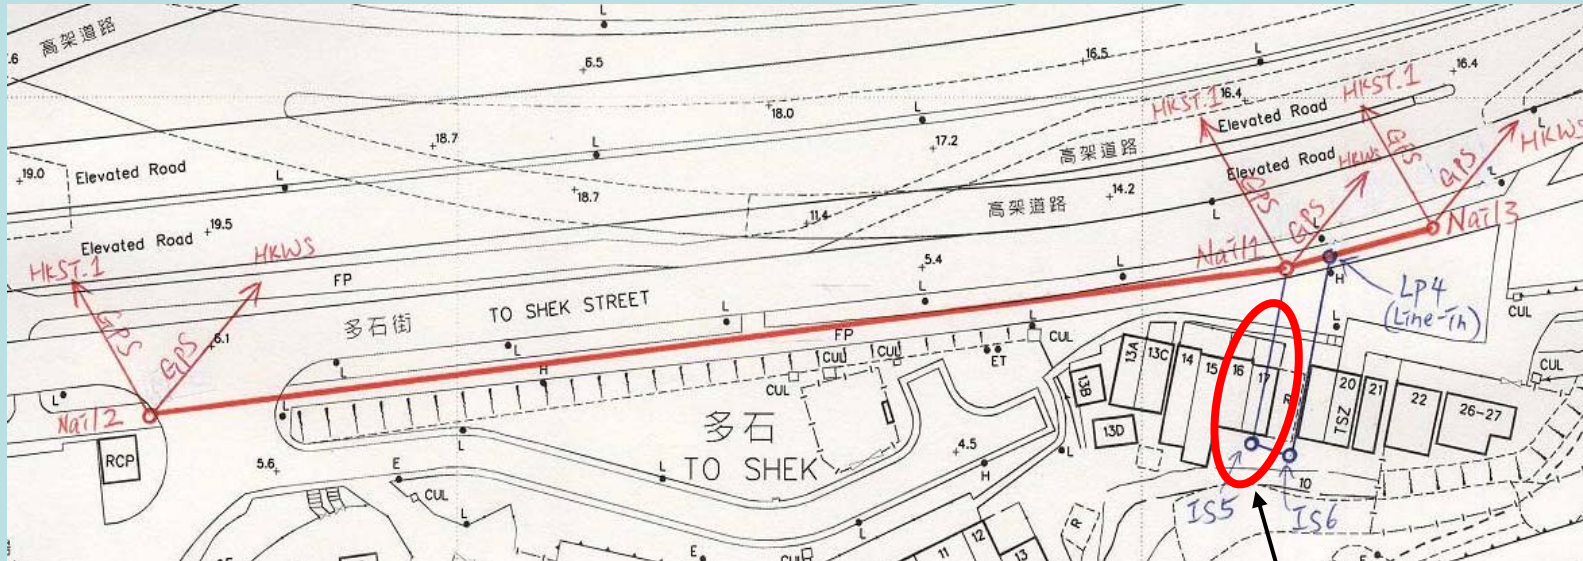 L
高架道路
.6
6.5
16.5
L
16.4
HKST.1
16.4
HKST.1
18.0
L
Elevated Road
L
18.7
17.2
L
高架道路
GPS
GPS
HKWS
19.0
Elevated Road
L
Elevated Road
HKWS
18.7
14.2
高架道路
L
GPS
GPS
11.4
19.5
Elevated Road
Nail3
HKWS
Nail1
HKST.1
FP
5.4
L
H
LP4
(Line-in)
TO SHEK STREET
L
L
多石街
L
CUL
GPS
GPS
6.1
FP
L
CUL
L
CUL
CUL
ET
13A
13C
14
15
16
17
R
20
TSZ
21
22
26-27
CUL
L
H
CUL
13B
L
Nail2
L
多石
13D
RCP
TO SHEK
4.5
L
5.6
E
L
H
10
CUL
IS5
IS6
L
L
R
12
11
13
E
CUL
E